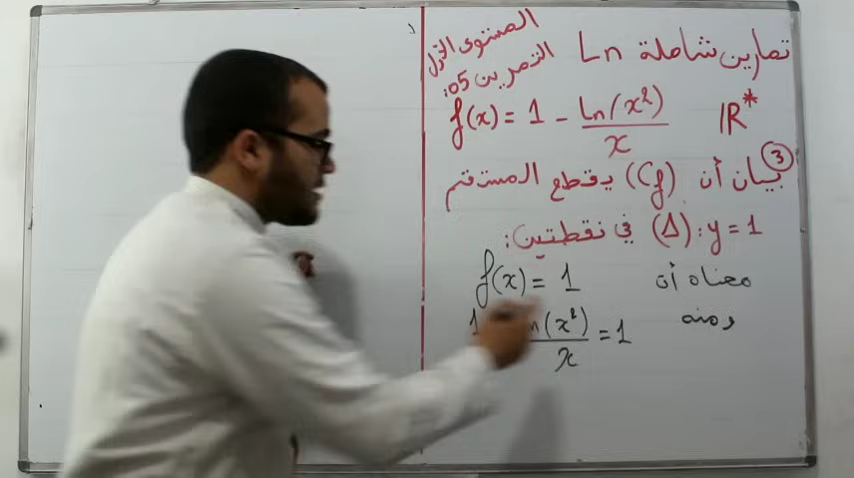 تمارين شاملة Ln
المستوى الأول
التمرين 05:
f(x) = 1 - ln(x²)/x    IR*
③ بيان أن (Cf) يقطع المستقيم
(Δ): y = 1 في نقطتين:
معناه أن f(x) = 1
ومنه 1 ln(x²)/x = 1